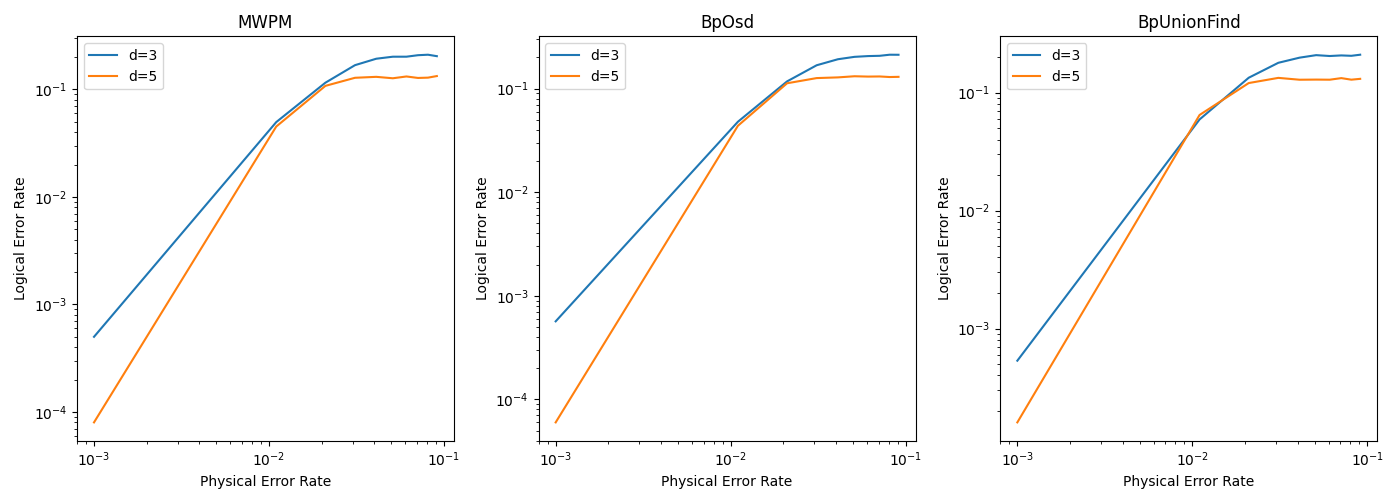 MWPM
d=3
d=5
10⁻¹
10⁻²
10⁻³
10⁻⁴
Logical Error Rate
10⁻³
10⁻²
10⁻¹
Physical Error Rate
BpOsd
d=3
d=5
10⁻¹
10⁻²
10⁻³
10⁻⁴
Logical Error Rate
10⁻³
10⁻²
10⁻¹
Physical Error Rate
BpUnionFind
d=3
d=5
10⁻¹
10⁻²
10⁻³
Logical Error Rate
10⁻³
10⁻²
10⁻¹
Physical Error Rate